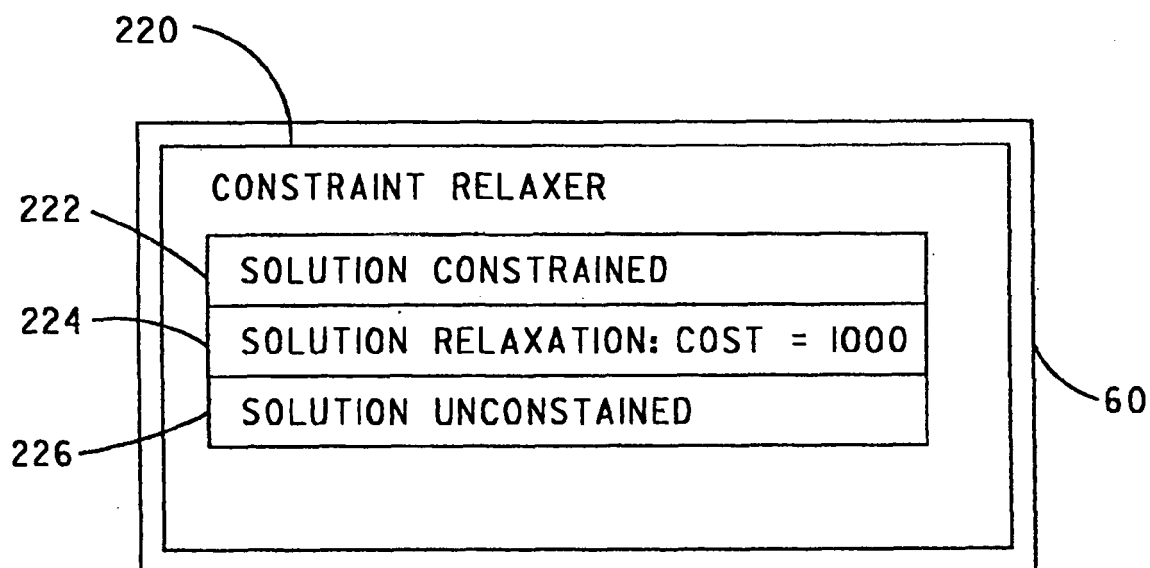 220
CONSTRAINT RELAXER
222
SOLUTION CONSTRAINED
224
SOLUTION RELAXATION: COST = 1000
60
SOLUTION UNCONSTAINED
226